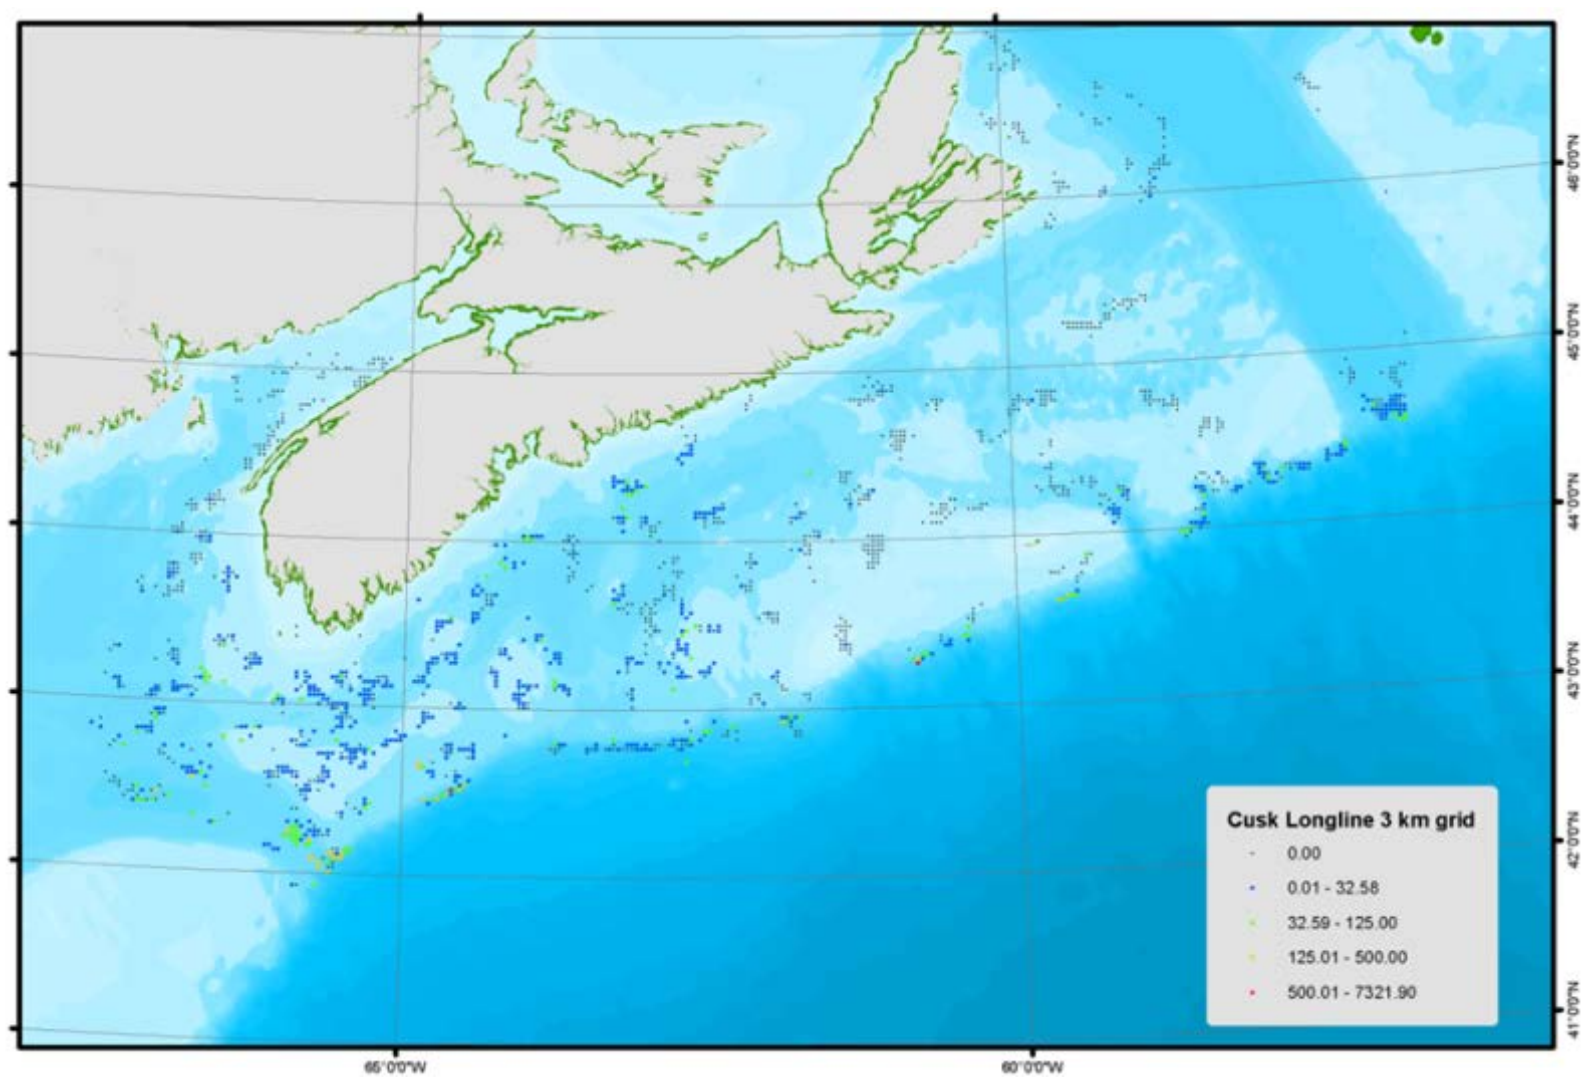 46°0'0"N
45°0'0"N
44°0'0"N
43°0'0"N
42°0'0"N
41°0'0"N
Cusk Longline 3 km grid
0.00
0.01 - 32.58
32.59 - 125.00
125.01 - 500.00
500.01 - 7321.90
65°0'0"W
60°0'0"W